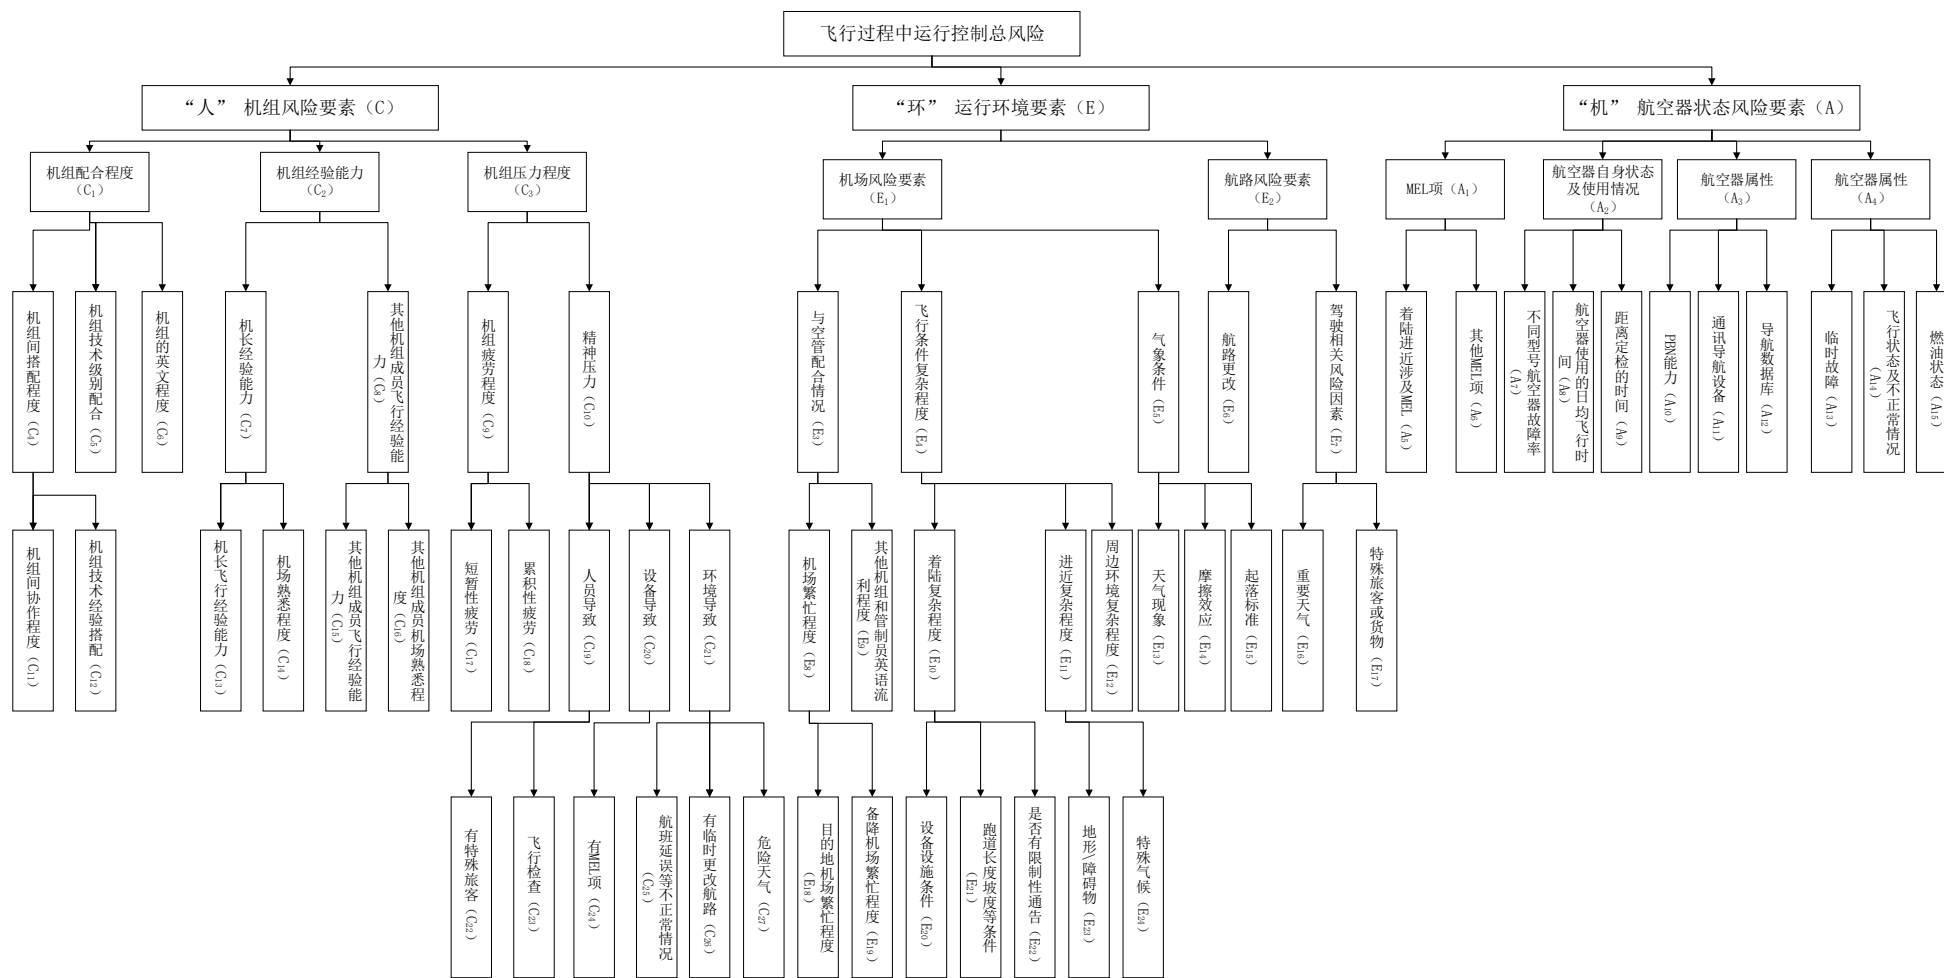 飞行过程中运行控制总风险
“人” 机组风险要素（C）
“环” 运行环境要素（E）
“机” 航空器状态风险要素（A）
机组配合程度
（C₁）
机组经验能力
（C₂）
机组压力程度
（C₃）
机场风险要素
（E₁）
航路风险要素
（E₂）
MEL项（A₁）
航空器自身状态
及使用情况
（A₂）
航空器属性
（A₃）
航空器属性
（A₄）
机组间搭配程度（C₄）
机组技术级别配合（C₅）
机组的英文程度（C₆）
机长经验能力（C₇）
其他机组成员飞行经验能
力（C₈）
机组疲劳程度（C₉）
精神压力（C₁₀）
与空管配合情况（E₃）
飞行条件复杂程度（E₄）
气象条件（E₅）
航路更改（E₆）
驾驶相关风险因素（E₇）
着陆进近涉及MEL（A₅）
其他MEL项（A₆）
不同型号航空器故障率
（A₇）
航空器使用的日均飞行时
间（A₈）
距离定检的时间（A₉）
PBN能力（A₁₀）
通讯导航设备（A₁₁）
导航数据库（A₁₂）
临时故障（A₁₃）
飞行状态及不正常情况
（A₁₄）
燃油状态（A₁₅）
机组间协作程度（C₁₁）
机组技术经验搭配（C₁₂）
机长飞行经验能力（C₁₃）
机场熟悉程度（C₁₄）
其他机组成员飞行经验能
力（C₁₅）
其他机组成员机场熟悉程
度（C₁₆）
短暂性疲劳（C₁₇）
累积性疲劳（C₁₈）
人员导致（C₁₉）
设备导致（C₂₀）
环境导致（C₂₁）
机场繁忙程度（E₈）
其他机组和管制员英语流
利程度（E₉）
着陆复杂程度（E₁₀）
进近复杂程度（E₁₁）
周边环境复杂程度（E₁₂）
天气现象（E₁₃）
摩擦效应（E₁₄）
起落标准（E₁₅）
重要天气（E₁₆）
特殊旅客或货物（E₁₇）
有特殊旅客（C₂₂）
飞行检查（C₂₃）
有MEL项（C₂₄）
航班延误等不正常情况
（C₂₅）
有临时更改航路（C₂₆）
危险天气（C₂₇）
目的地机场繁忙程度
（E₁₈）
备降机场繁忙程度（E₁₉）
设备设施条件（E₂₀）
跑道长度坡度等条件
（E₂₁）
是否有限制性通告（E₂₂）
地形\障碍物（E₂₃）
特殊气候（E₂₄）